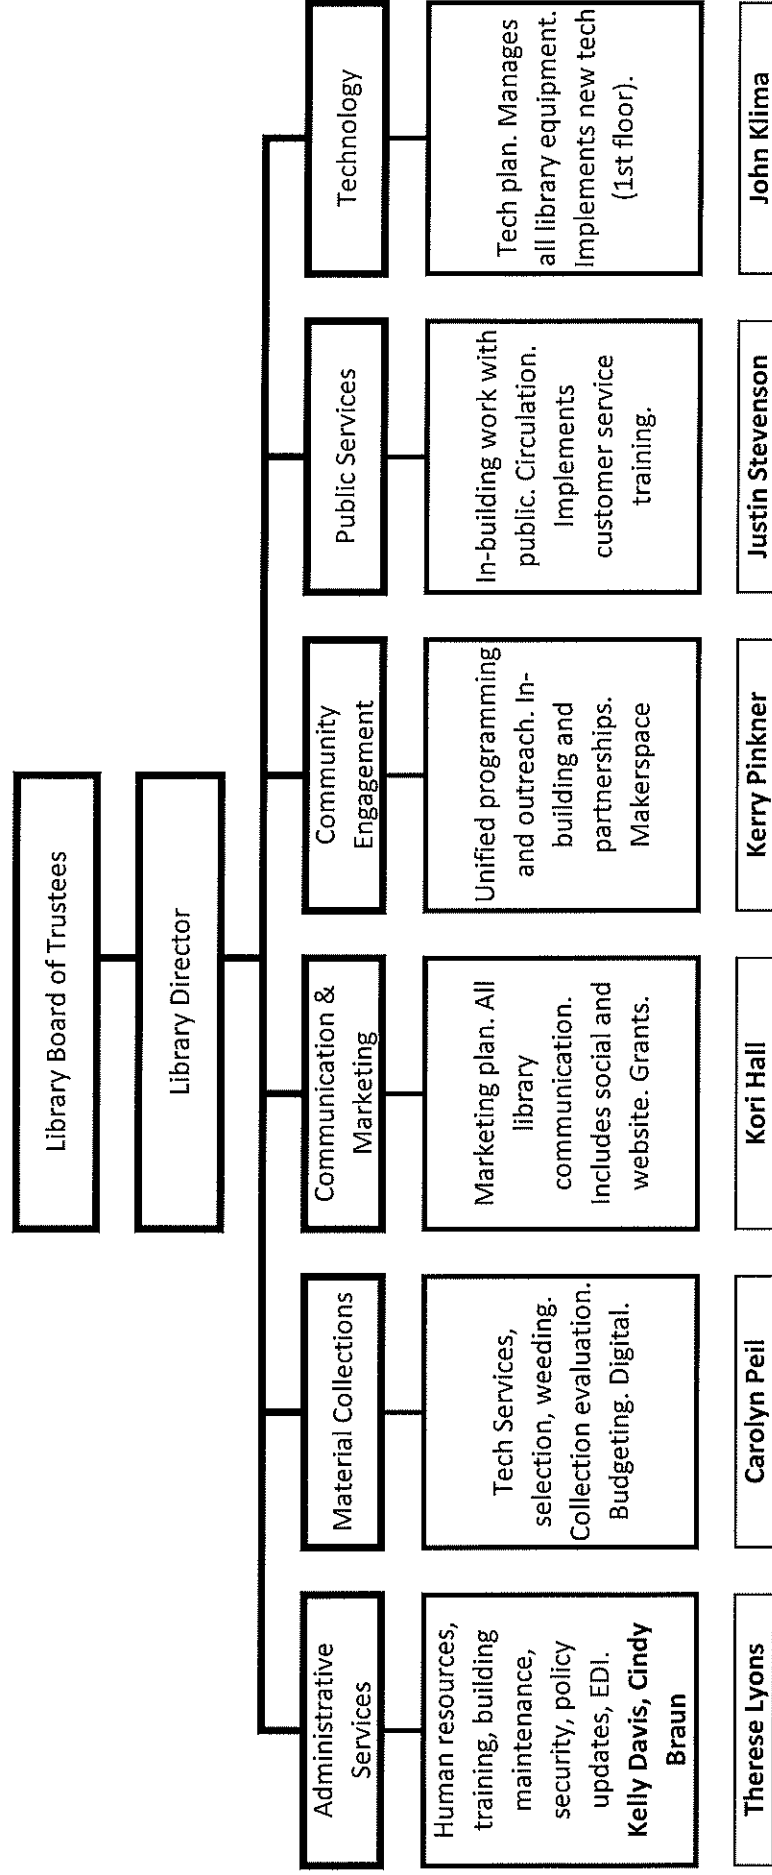 Library Board of Trustees
Library Director
Administrative
Services
Material Collections
Communication &
Marketing
Community
Engagement
Public Services
Technology
Human resources,
training, building
maintenance,
security, policy
updates, EDI.
Kelly Davis, Cindy
Braun
Tech Services,
selection, weeding.
Collection evaluation.
Budgeting. Digital.
Marketing plan. All
library
communication.
Includes social and
website. Grants.
Unified programming
and outreach. In-
building and
partnerships.
Makerspace
In-building work with
public. Circulation.
Implements
customer service
training.
Tech plan. Manages
all library equipment.
Implements new tech
(1st floor).
Therese Lyons
Carolyn Peil
Kori Hall
Kerry Pinkner
Justin Stevenson
John Klima